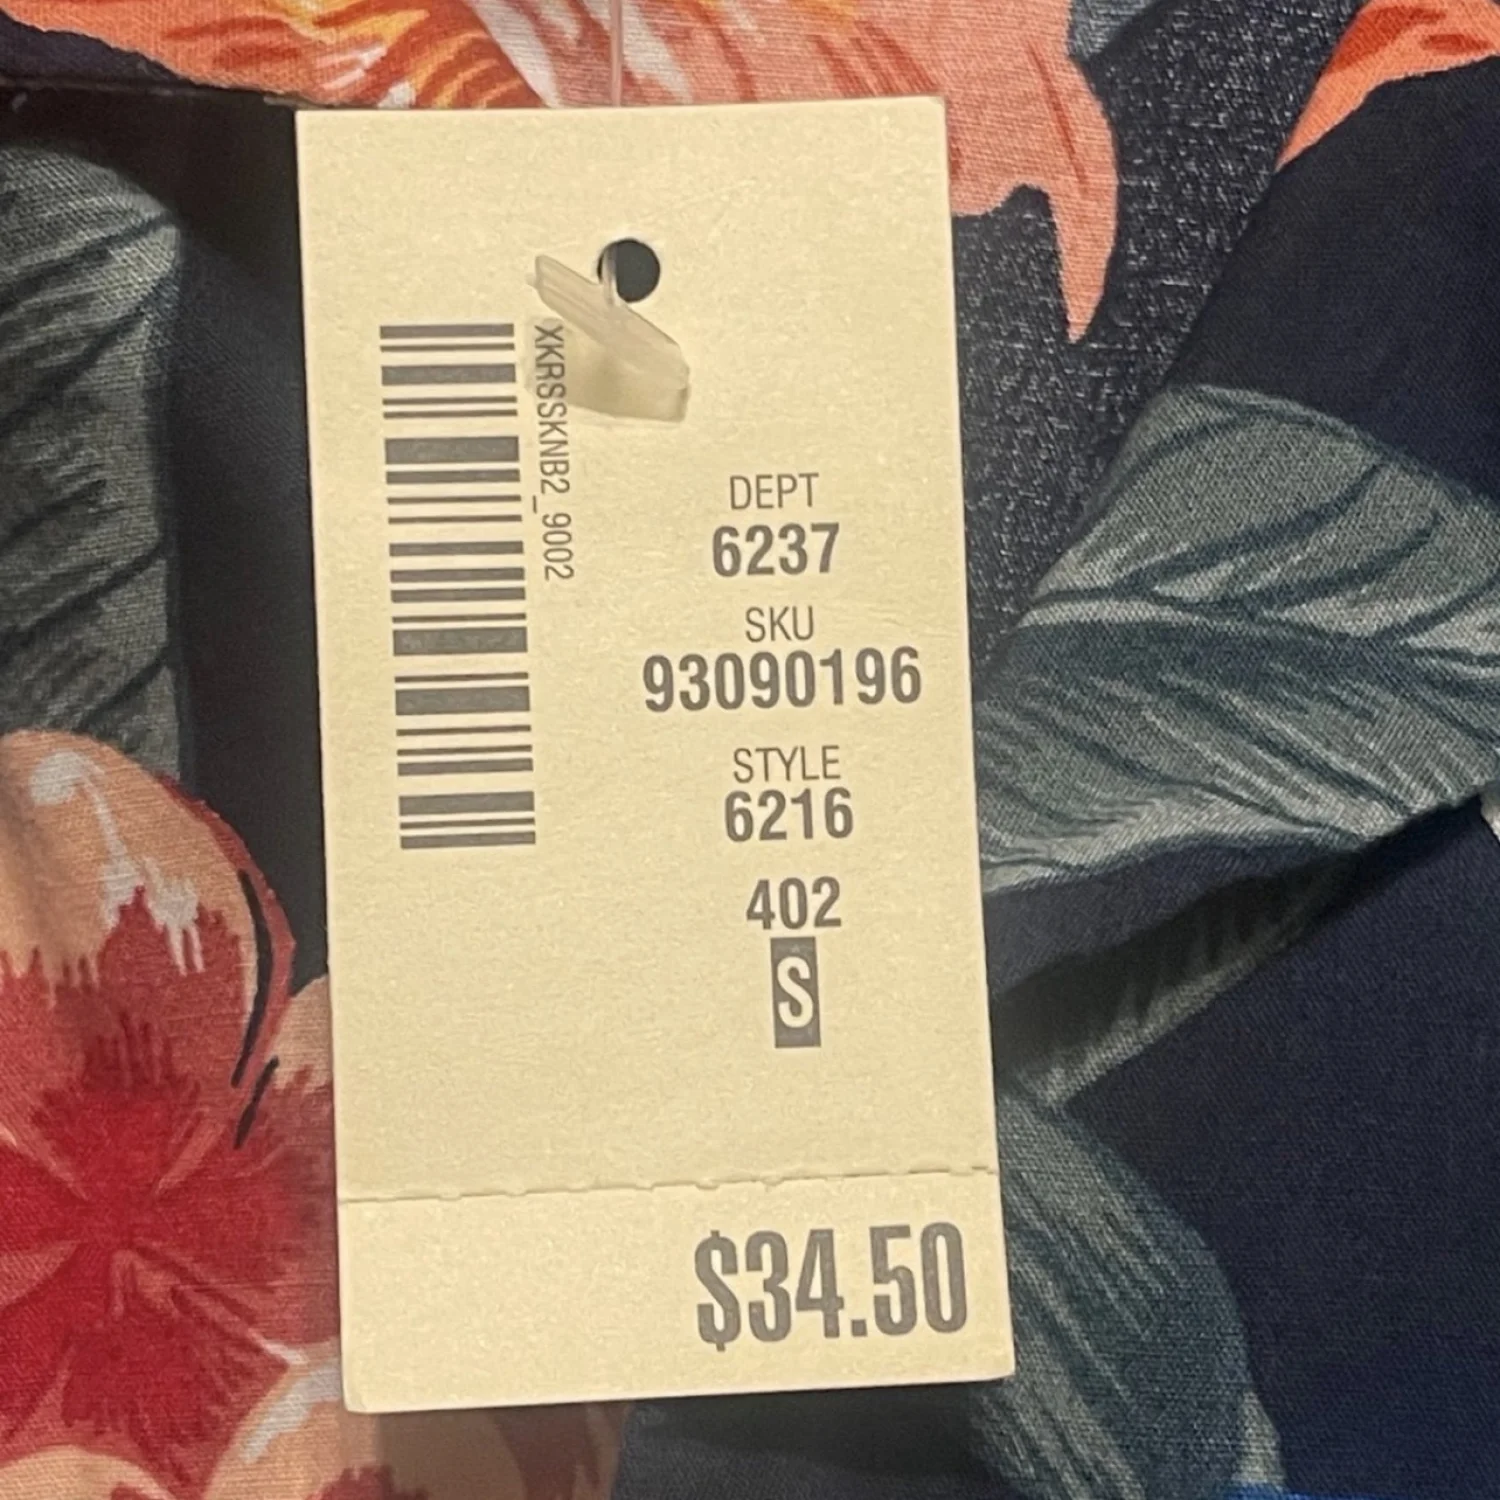 XKRSSKNB2_9002
DEPT
6237
SKU
93090196
STYLE
6216
402
S
$34.50